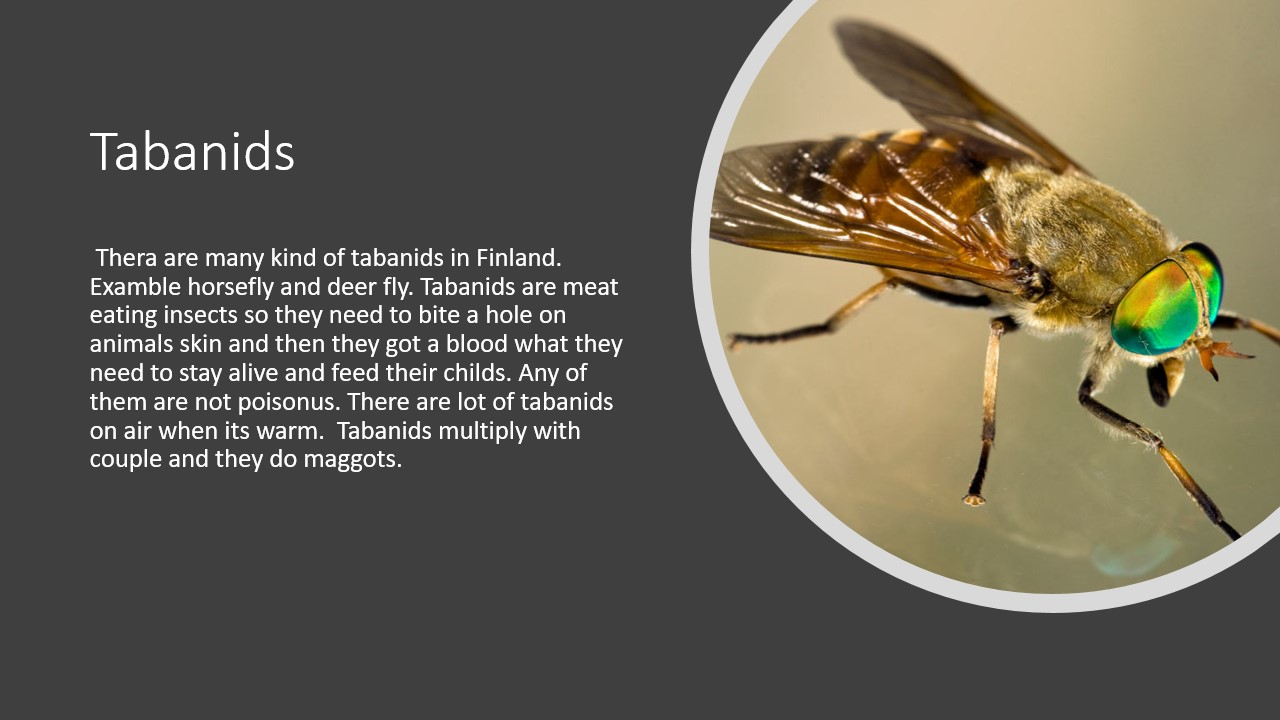 Tabanids
Thera are many kind of tabanids in Finland.
Examble horsefly and deer fly. Tabanids are meat
eating insects so they need to bite a hole on
animals skin and then they got a blood what they
need to stay alive and feed their childs. Any of
them are not poisonus. There are lot of tabanids
on air when its warm.  Tabanids multiply with
couple and they do maggots.